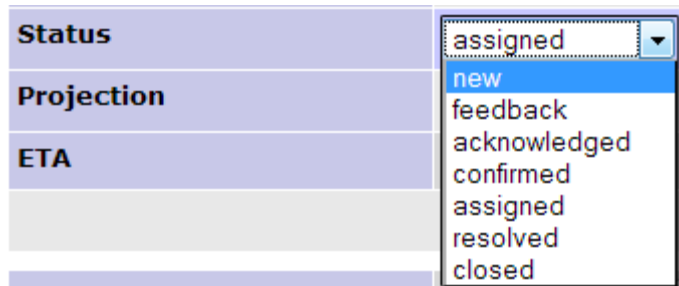 Status
assigned
Projection
ETA
new
feedback
acknowledged
confirmed
assigned
resolved
closed